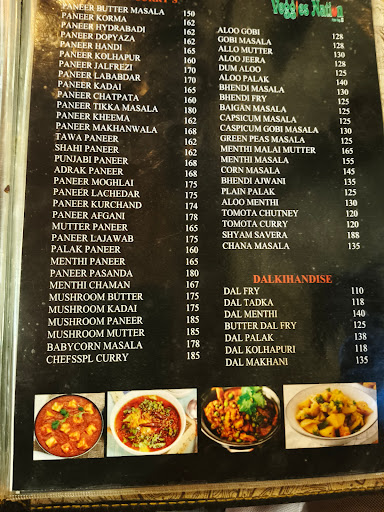 PANEER BUTTER MASALA 150
PANEER KORMA 162
PANEER HYDRABADI 162
PANEER DOPYAZA 162
PANEER HANDI 165
PANEER KOLHAPUR 160
PANEER JALFREZI 160
PANEER LABABDAR 170
PANEER KADAI 165
PANEER CHATPATA 160
PANEER TIKKA MASALA 180
PANEER KHEEMA 162
PANEER MAKHANWALA 168
TAWA PANEER 162
SHAHI PANEER 162
PUNJABI PANEER 168
ADRAK PANEER 168
PANEER MOGHLAI 175
PANEER LACHEDAR 175
PANEER KURCHAND 174
PANEER AFGANI 178
MUTTER PANEER 165
PANEER LAJAWAB 175
PALAK PANEER 160
MENTHI PANEER 165
PANEER PASANDA 180
MENTHI CHAMAN 167
MUSHROOM BUTTER 175
MUSHROOM KADAI 175
MUSHROOM PANEER 185
MUSHROOM MUTTER 185
BABYCORN MASALA 178
CHEFSSPL CURRY 185
Veggies Nation
ALOO GOBI 128
GOBI MASALA 128
ALLO MUTTER 130
ALOO JEERA 128
DUM ALOO 125
ALOO PALAK 140
BHENDI MASALA 130
BHENDI FRY 125
BAIGAN MASALA 125
CAPSICUM MASALA 125
CASPICUM GOBI MASALA 130
GREEN PEAS MASALA 125
MENTHI MALAI MUTTER 165
MENTHI MASALA 155
CORN MASALA 145
BHENDI AJWANI 135
PLAIN PALAK 125
ALOO MENTHI 130
TOMOTA CHUTNEY 120
TOMOTA CURRY 120
SHYAM SAVERA 188
CHANA MASALA 135
DALKIHANDISE
DAL FRY 110
DAL TADKA 118
DAL MENTHI 140
BUTTER DAL FRY 125
DAL PALAK 138
DAL KOLHAPURI 118
DAL MAKHANI 135